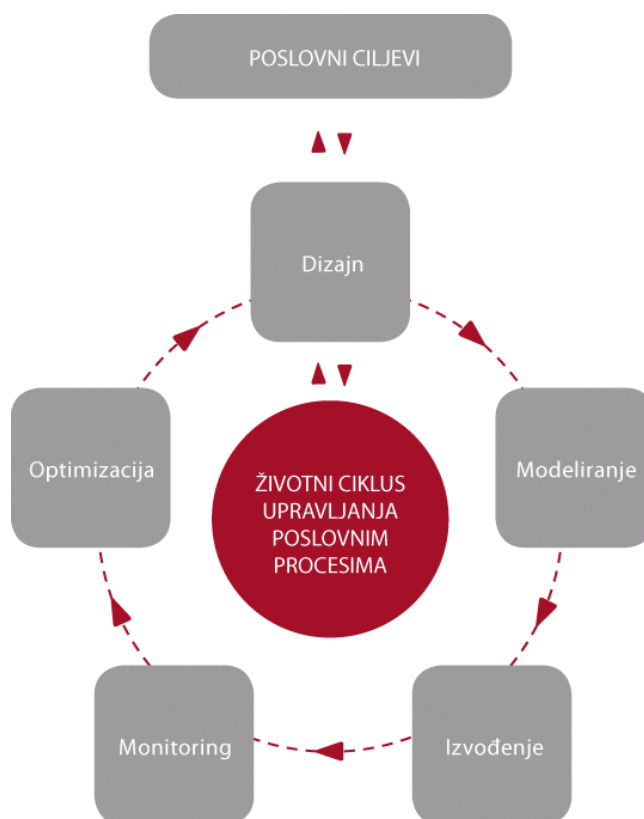 POSLOVNI CILJEVI
Dizajn
Optimizacija
Modeliranje
ŽIVOTNI CIKLUS
UPRAVLJANJA
POSLOVNIM
PROCESIMA
Monitoring
Izvođenje